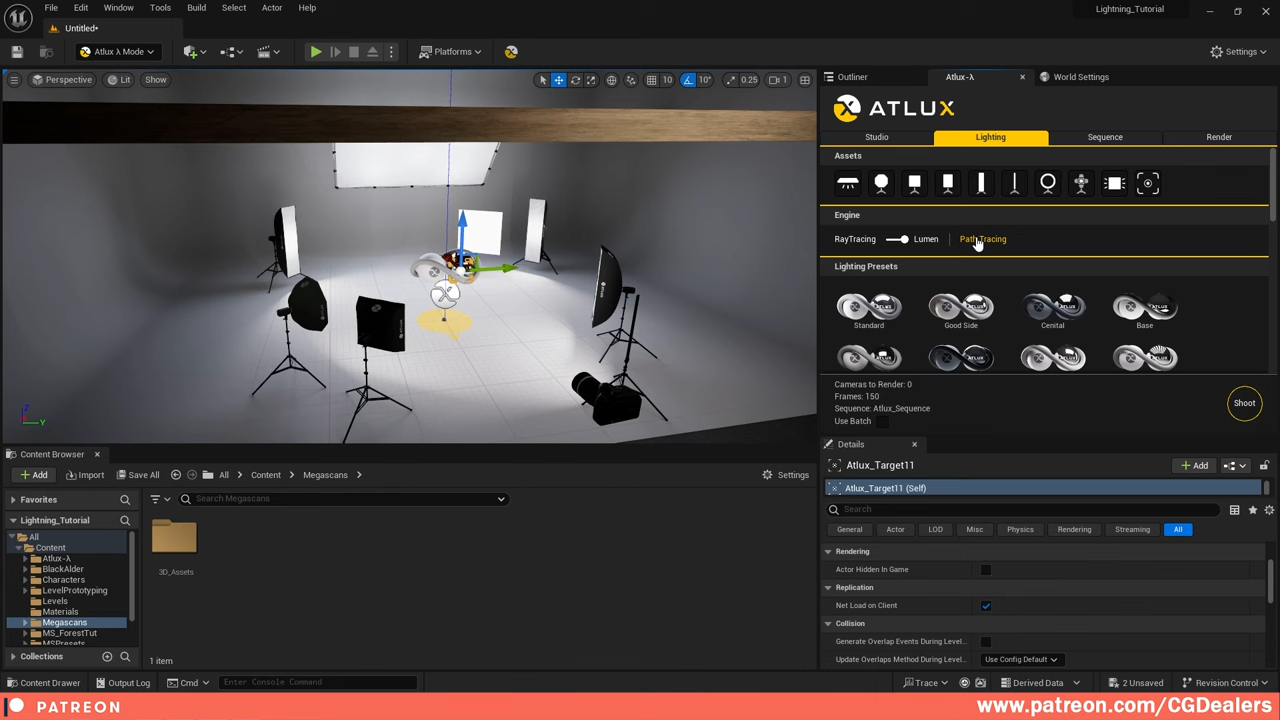 File Edit Window Tools Build Select Actor Help
Lightning_Tutorial
Untitled*
Atlux λ Mode
Platforms
Settings
Perspective Lit Show
10 10° 0.25 1
Outliner Atlux-λ World Settings
ATLUX
Studio Lighting Sequence Render
Assets
Engine
RayTracing Lumen Path Tracing
Lighting Presets
Standard Good Side Cenital Base
Cameras to Render: 0
Frames: 150
Sequence: Atlux_Sequence
Use Batch
Shoot
Content Browser
Add Import Save All All Content Megascans Settings
Favorites
Search Megascans
Lightning_Tutorial
All
Content
Atlux-λ
BlackAlder
Characters
LevelPrototyping
Levels
Materials
Megascans
MS_ForestTut
MSPresets
Collections
3D_Assets
1 item
Details
Atlux_Target11
Add
Atlux_Target11 (Self)
Search
General Actor LOD Misc Physics Rendering Streaming All
Rendering
Actor Hidden In Game
Replication
Net Load on Client
Collision
Generate Overlap Events During Level...
Update Overlaps Method During Level... Use Config Default
Content Drawer Output Log Cmd Enter Console Command Trace Derived Data 2 Unsaved Revision Control
PATREON
www.patreon.com/CGDealers